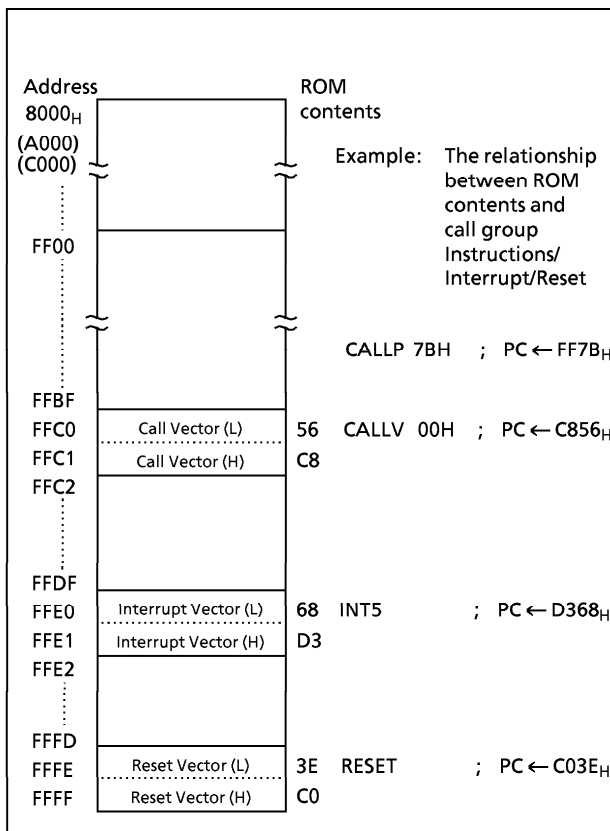 Address ROM
8000H contents
(A000)
(C000)
Example: The relationship
between ROM
contents and
call group
Instructions/
Interrupt/Reset
FF00
CALLP 7BH ; PC ← FF7BH
FFBF
FFC0 Call Vector (L) 56 CALLV 00H ; PC ← C856H
FFC1 Call Vector (H) C8
FFC2
FFDF
FFE0 Interrupt Vector (L) 68 INT5 ; PC ← D368H
FFE1 Interrupt Vector (H) D3
FFE2
FFFD
FFFE Reset Vector (L) 3E RESET ; PC ← C03EH
FFFF Reset Vector (H) C0